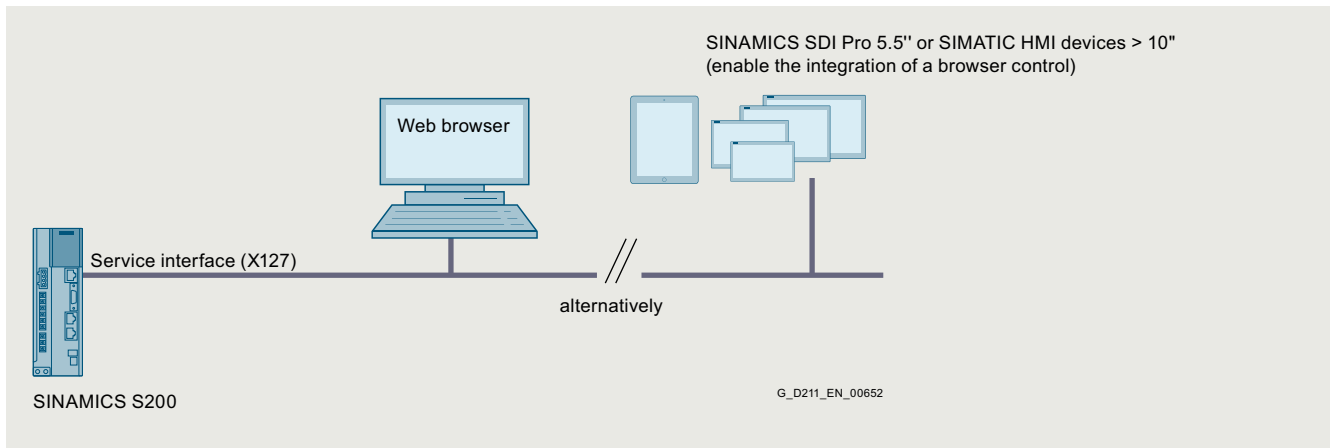 SINAMICS SDI Pro 5.5'' or SIMATIC HMI devices > 10"
(enable the integration of a browser control)
Web browser
Service interface (X127)
alternatively
SINAMICS S200
G_D211_EN_00652